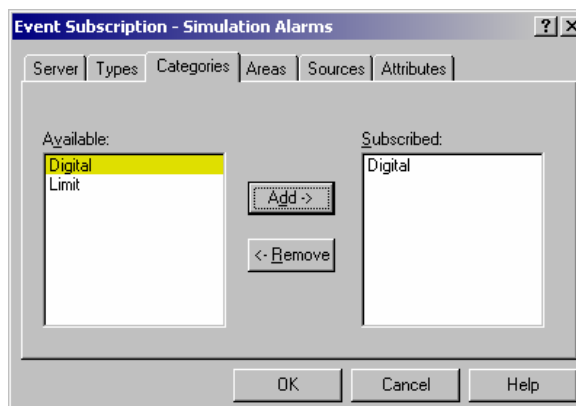 Event Subscription - Simulation Alarms ? X
Server Types Categories Areas Sources Attributes
Available: Subscribed:
Digital Digital
Limit
Add ->
<- Remove
OK Cancel Help